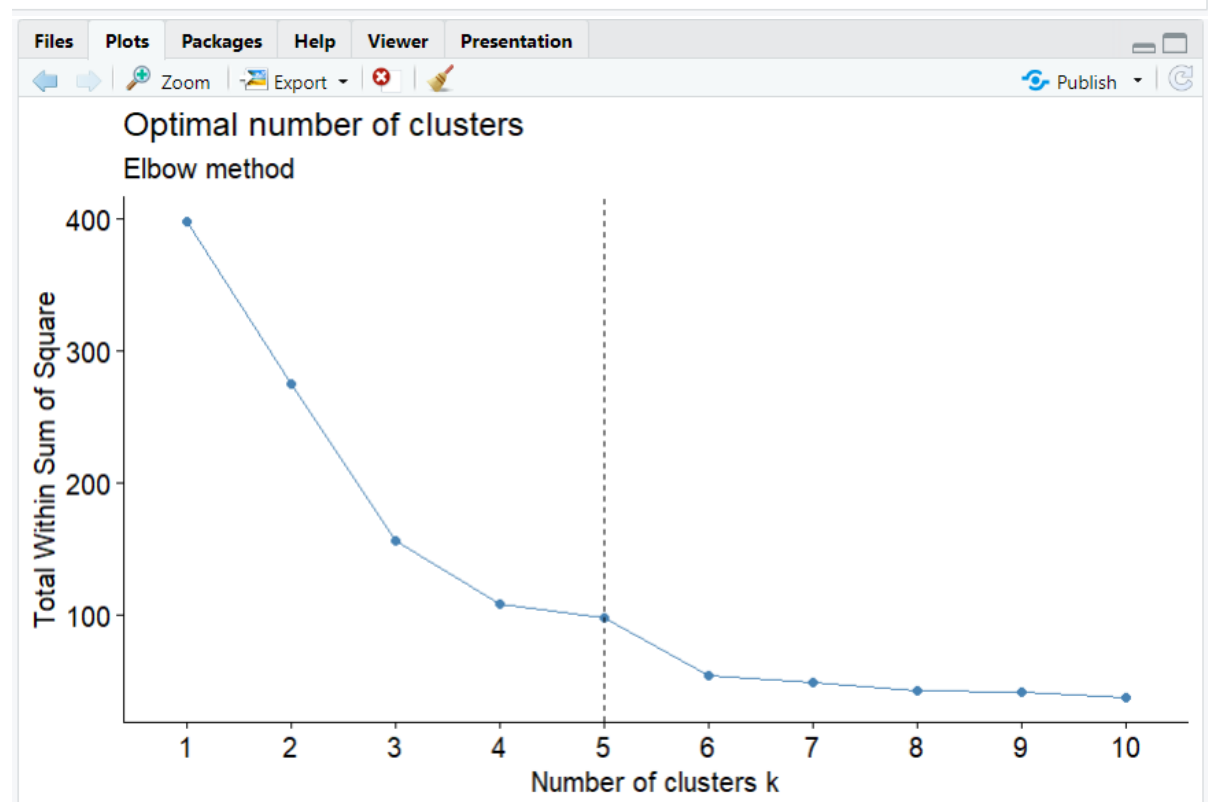 Files Plots Packages Help Viewer Presentation
Zoom Export Publish
Optimal number of clusters
Elbow method
400
300
200
100
Total Within Sum of Square
1 2 3 4 5 6 7 8 9 10
Number of clusters k